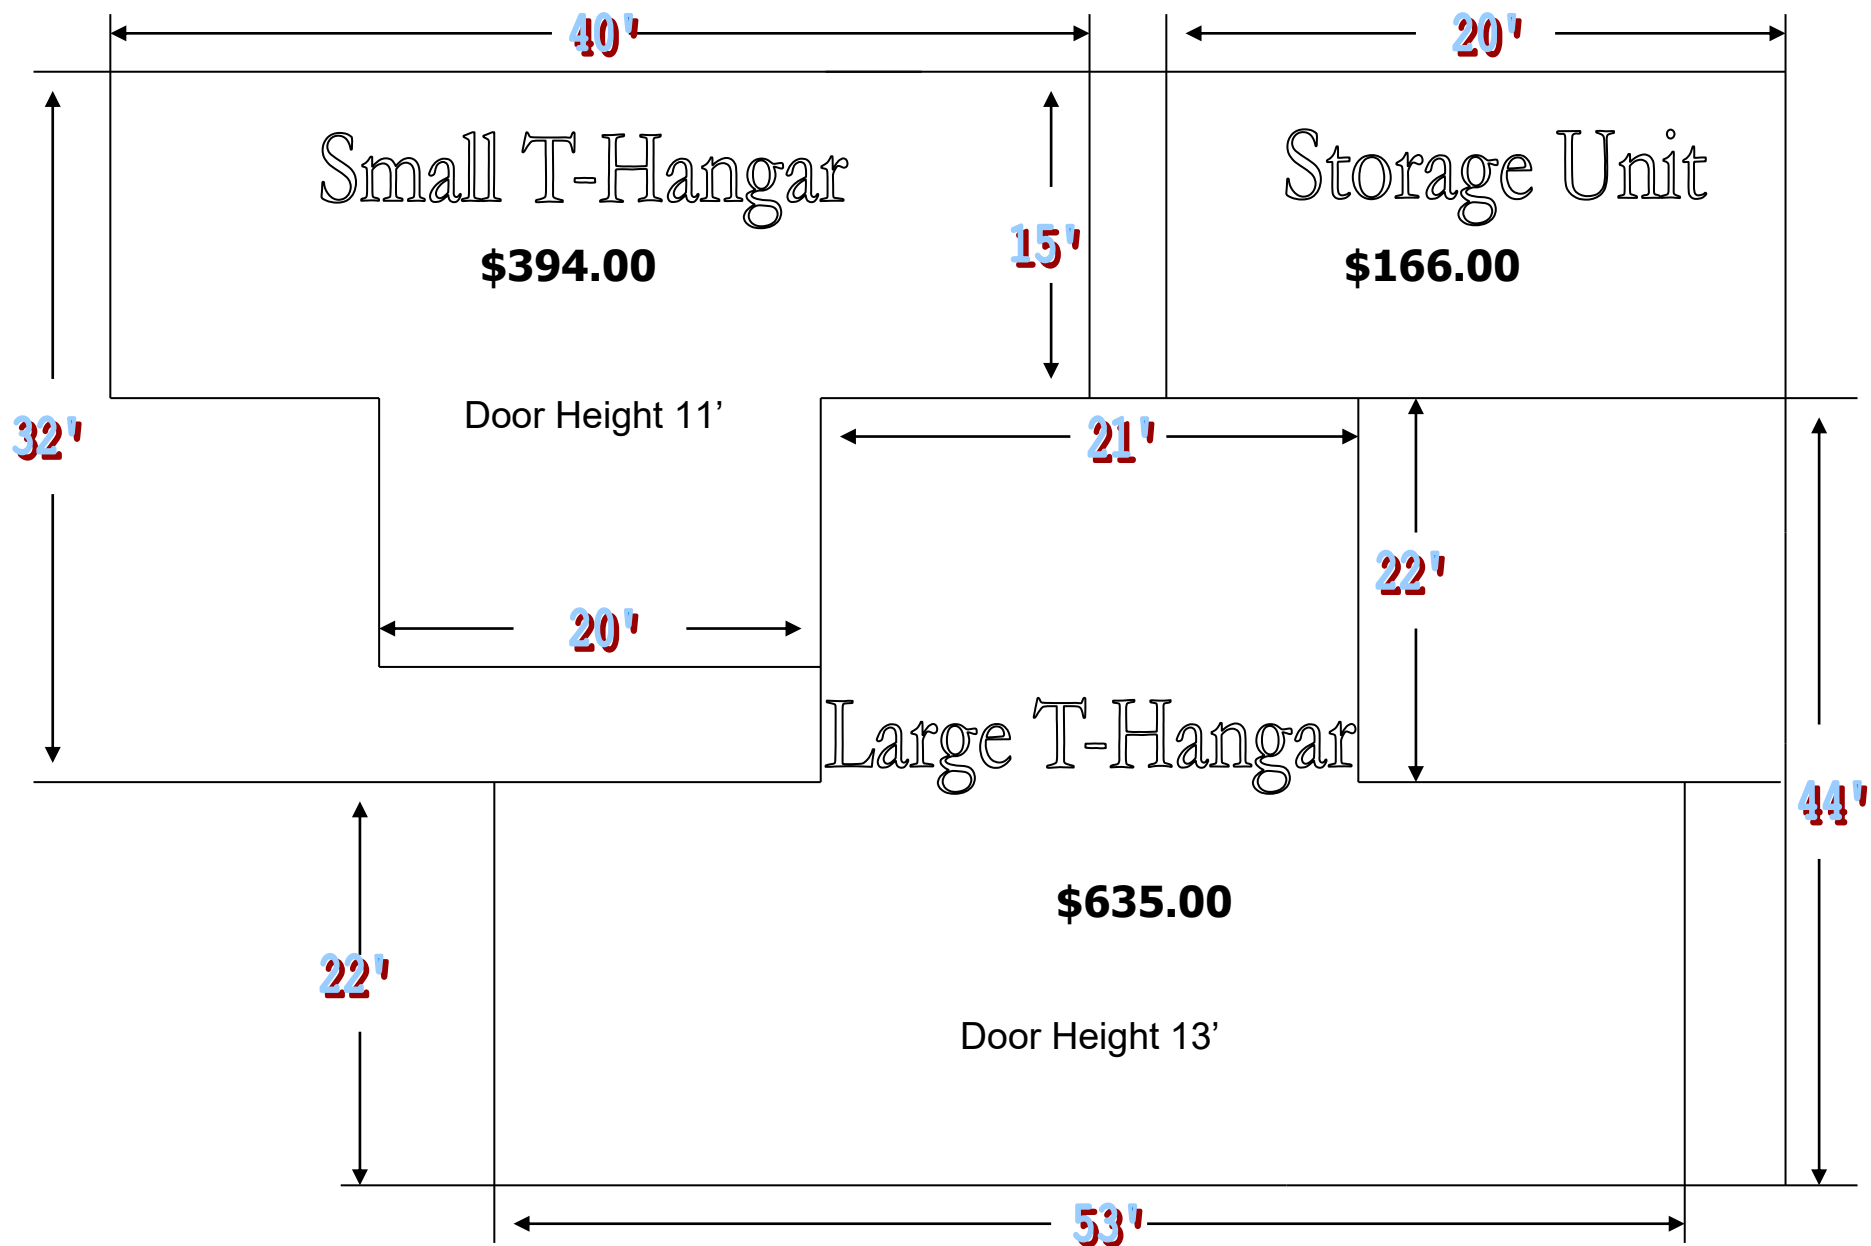 40'
20'
Small T-Hangar
Storage Unit
15'
$394.00
$166.00
Door Height 11’
32'
21'
22'
20'
Large T-Hangar
44'
$635.00
22'
Door Height 13’
53'